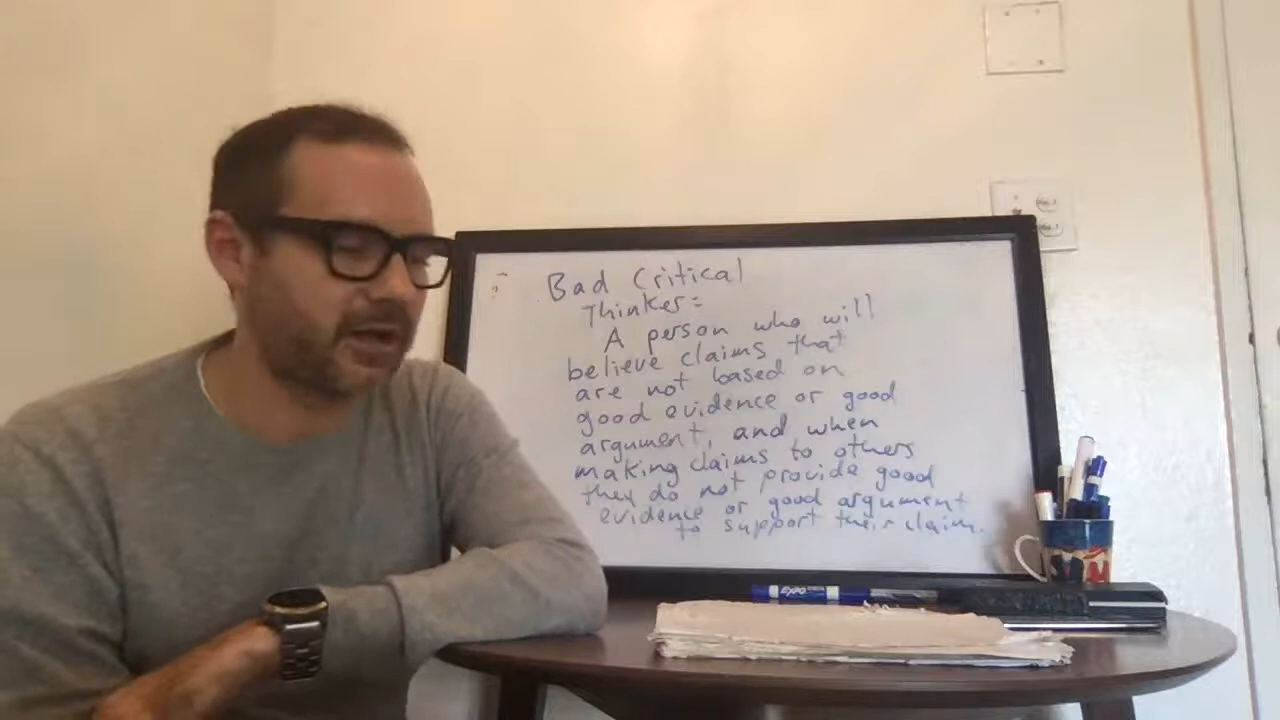 Bad Critical
Thinker:
A person who will
believe claims that
are not based on
good evidence or good
argument, and when
making claims to others
they do not provide good
evidence or good argument
to support their claim.
EXPO